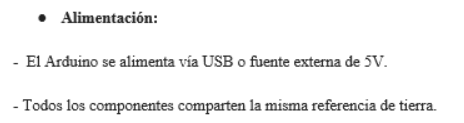 ● Alimentación:
- El Arduino se alimenta vía USB o fuente externa de 5V.
- Todos los componentes comparten la misma referencia de tierra.